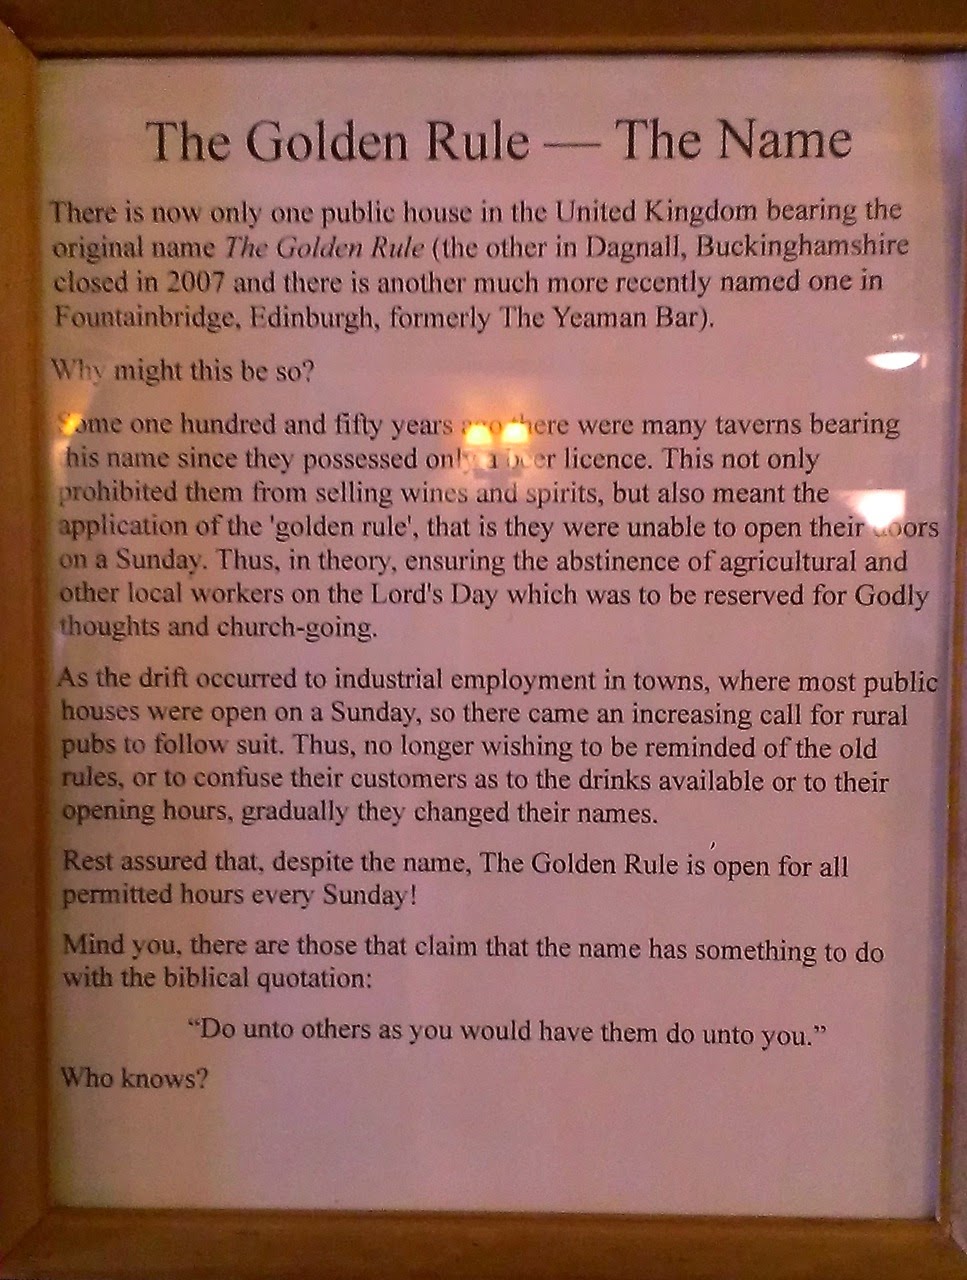 The Golden Rule — The Name
There is now only one public house in the United Kingdom bearing the
original name The Golden Rule (the other in Dagnall, Buckinghamshire
closed in 2007 and there is another much more recently named one in
Fountainbridge, Edinburgh, formerly The Yeaman Bar).
Why might this be so?
Some one hundred and fifty years ago there were many taverns bearing
this name since they possessed only a beer licence. This not only
prohibited them from selling wines and spirits, but also meant the
application of the 'golden rule', that is they were unable to open their doors
on a Sunday. Thus, in theory, ensuring the abstinence of agricultural and
other local workers on the Lord's Day which was to be reserved for Godly
thoughts and church-going.
As the drift occurred to industrial employment in towns, where most public
houses were open on a Sunday, so there came an increasing call for rural
pubs to follow suit. Thus, no longer wishing to be reminded of the old
rules, or to confuse their customers as to the drinks available or to their
opening hours, gradually they changed their names.
Rest assured that, despite the name, The Golden Rule is open for all
permitted hours every Sunday!
Mind you, there are those that claim that the name has something to do
with the biblical quotation:
“Do unto others as you would have them do unto you.”
Who knows?